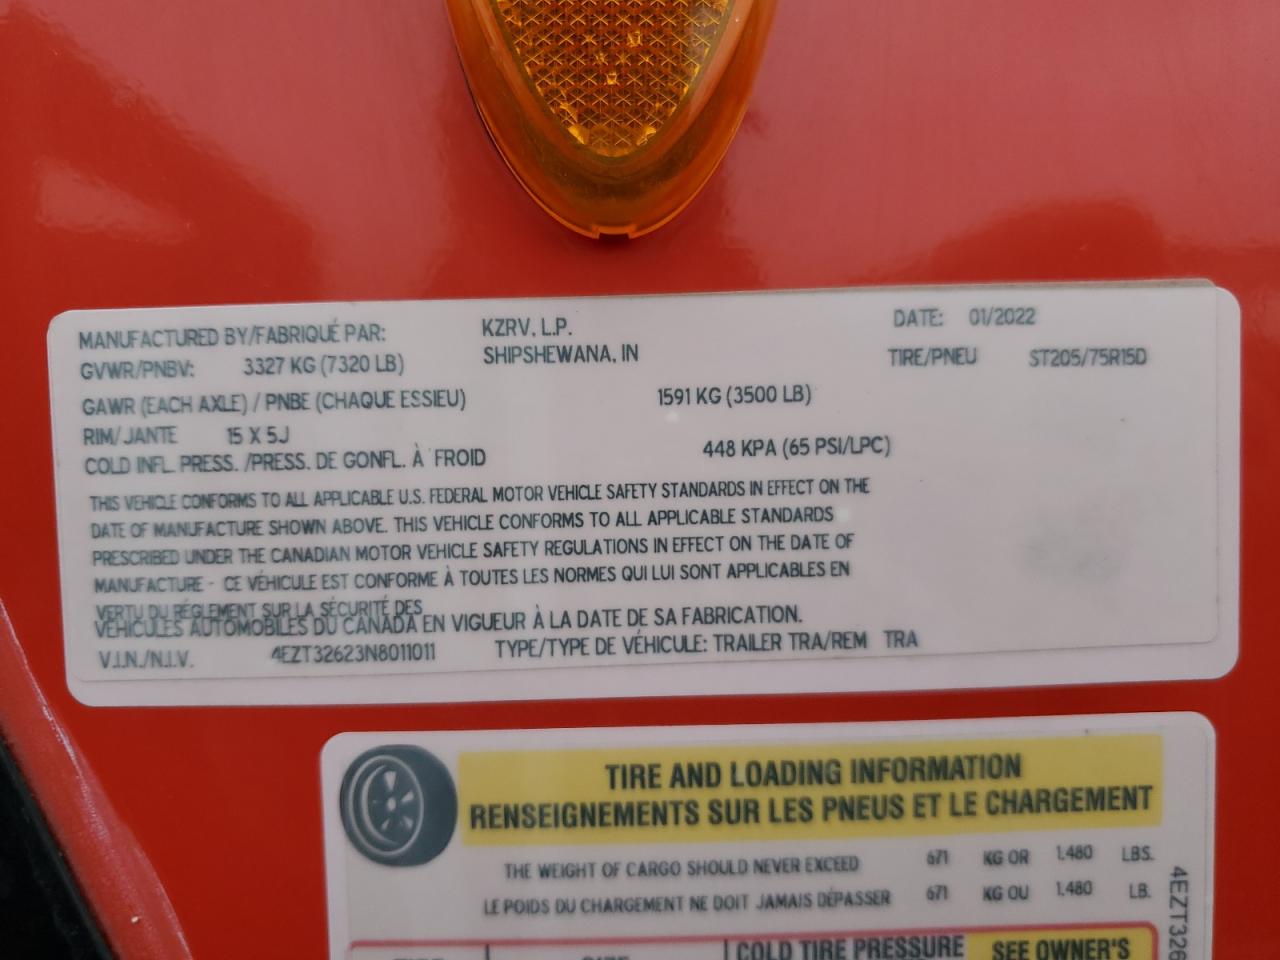 MANUFACTURED BY/FABRIQUÉ PAR: KZRV, L.P. DATE: 01/2022
SHIPSHEWANA, IN
GVWR/PNBV: 3327 KG (7320 LB) TIRE/PNEU ST205/75R15D
GAWR (EACH AXLE) / PNBE (CHAQUE ESSIEU) 1591 KG (3500 LB)
RIM/JANTE 15 X 5J
COLD INFL. PRESS. /PRESS. DE GONFL. À FROID 448 KPA (65 PSI/LPC)
THIS VEHICLE CONFORMS TO ALL APPLICABLE U.S. FEDERAL MOTOR VEHICLE SAFETY STANDARDS IN EFFECT ON THE
DATE OF MANUFACTURE SHOWN ABOVE. THIS VEHICLE CONFORMS TO ALL APPLICABLE STANDARDS
PRESCRIBED UNDER THE CANADIAN MOTOR VEHICLE SAFETY REGULATIONS IN EFFECT ON THE DATE OF
MANUFACTURE - CE VÉHICULE EST CONFORME À TOUTES LES NORMES QUI LUI SONT APPLICABLES EN
VERTU DU RÉGLEMENT SUR LA SÉCURITÉ DES
VÉHICULES AUTOMOBILES DU CANADA EN VIGUEUR À LA DATE DE SA FABRICATION.
V.I.N./N.I.V. 4EZT32623N8011011 TYPE/TYPE DE VÉHICULE: TRAILER TRA/REM TRA
TIRE AND LOADING INFORMATION
RENSEIGNEMENTS SUR LES PNEUS ET LE CHARGEMENT
THE WEIGHT OF CARGO SHOULD NEVER EXCEED 671 KG OR 1,480 LBS.
LE POIDS DU CHARGEMENT NE DOIT JAMAIS DÉPASSER 671 KG OU 1,480 LB.
4EZT326
COLD TIRE PRESSURE SEE OWNER'S